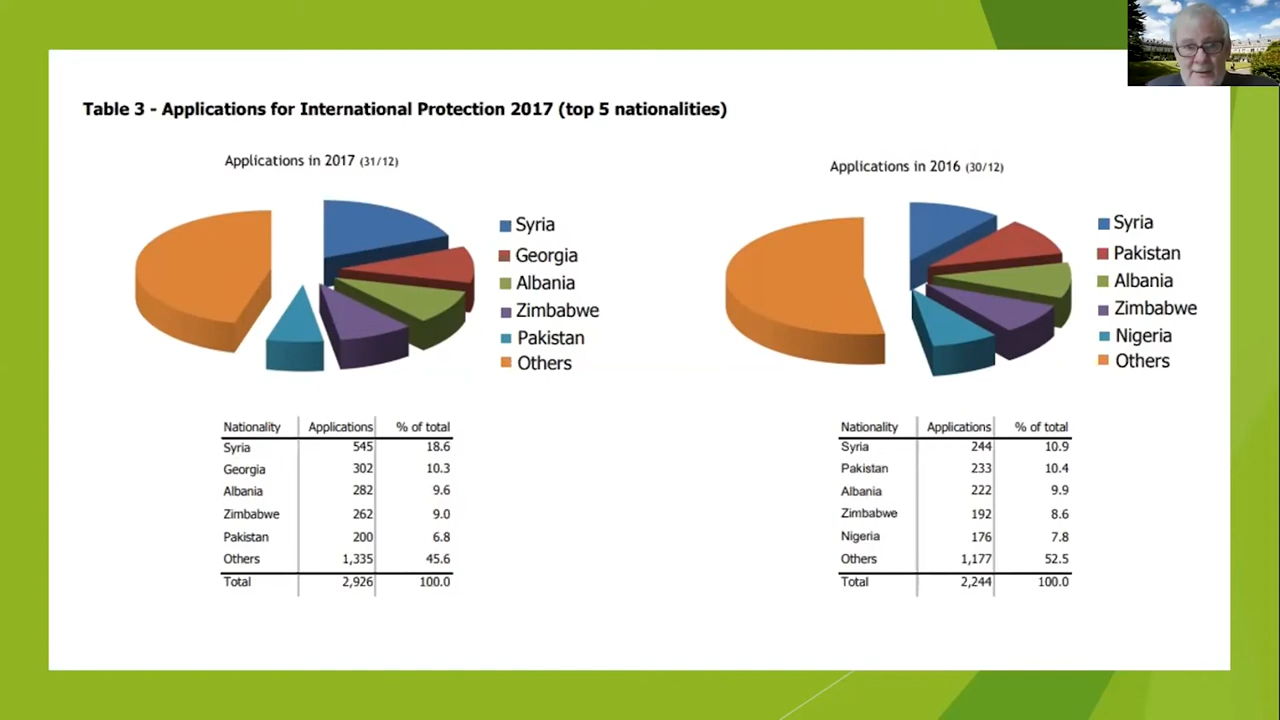 Table 3 - Applications for International Protection 2017 (top 5 nationalities)
Applications in 2017 (31/12)
Syria
Georgia
Albania
Zimbabwe
Pakistan
Others
Nationality Applications % of total
Syria 545 18.6
Georgia 302 10.3
Albania 282 9.6
Zimbabwe 262 9.0
Pakistan 200 6.8
Others 1,335 45.6
Total 2,926 100.0
Applications in 2016 (30/12)
Syria
Pakistan
Albania
Zimbabwe
Nigeria
Others
Nationality Applications % of total
Syria 244 10.9
Pakistan 233 10.4
Albania 222 9.9
Zimbabwe 192 8.6
Nigeria 176 7.8
Others 1,177 52.5
Total 2,244 100.0